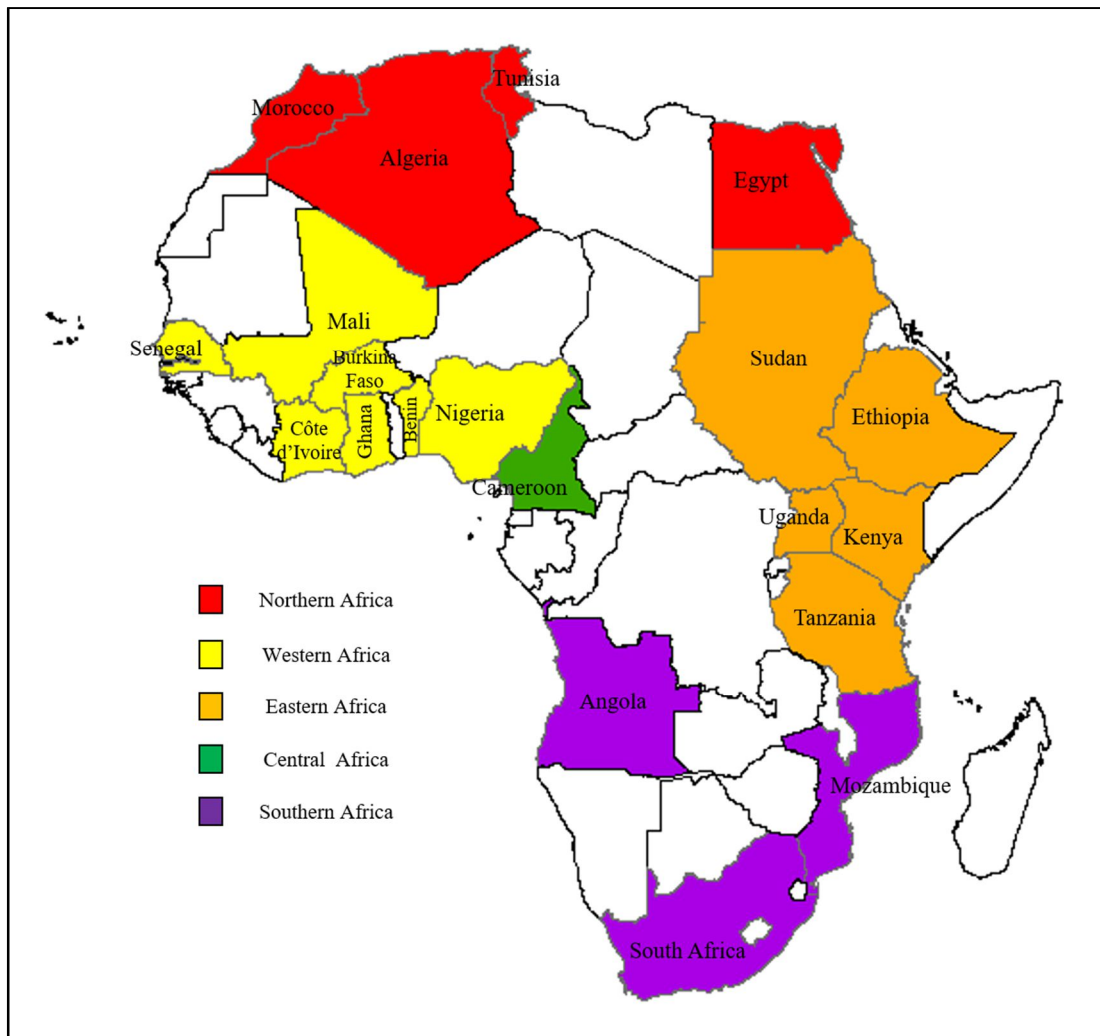 Tunisia
Morocco
Algeria
Egypt
Mali
Senegal
Burkina
Faso
Sudan
Nigeria
Benin
Ghana
Côte
d’Ivoire
Ethiopia
Cameroon
Uganda
Kenya
Northern Africa
Tanzania
Western Africa
Eastern Africa
Angola
Central Africa
Mozambique
Southern Africa
South Africa